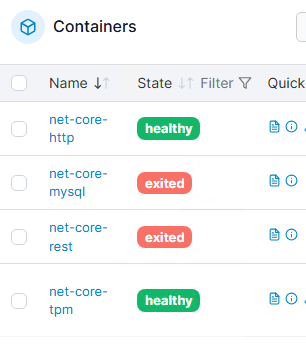 Containers
Name State Filter Quick
net-core-
http
healthy
net-core-
mysql
exited
net-core-
rest
exited
net-core-
tpm
healthy